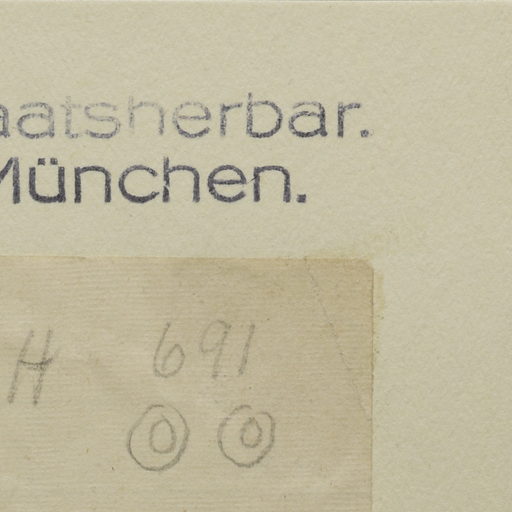 aatsherbar.
München.
H 691